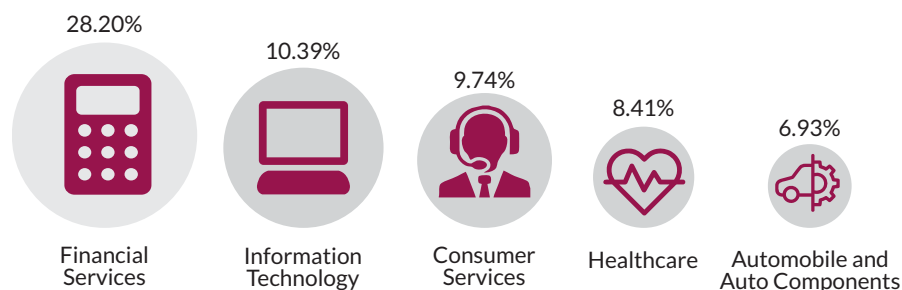 28.20%
10.39%
9.74%
8.41%
6.93%
Financial
Services
Information
Technology
Consumer
Services
Healthcare
Automobile and
Auto Components